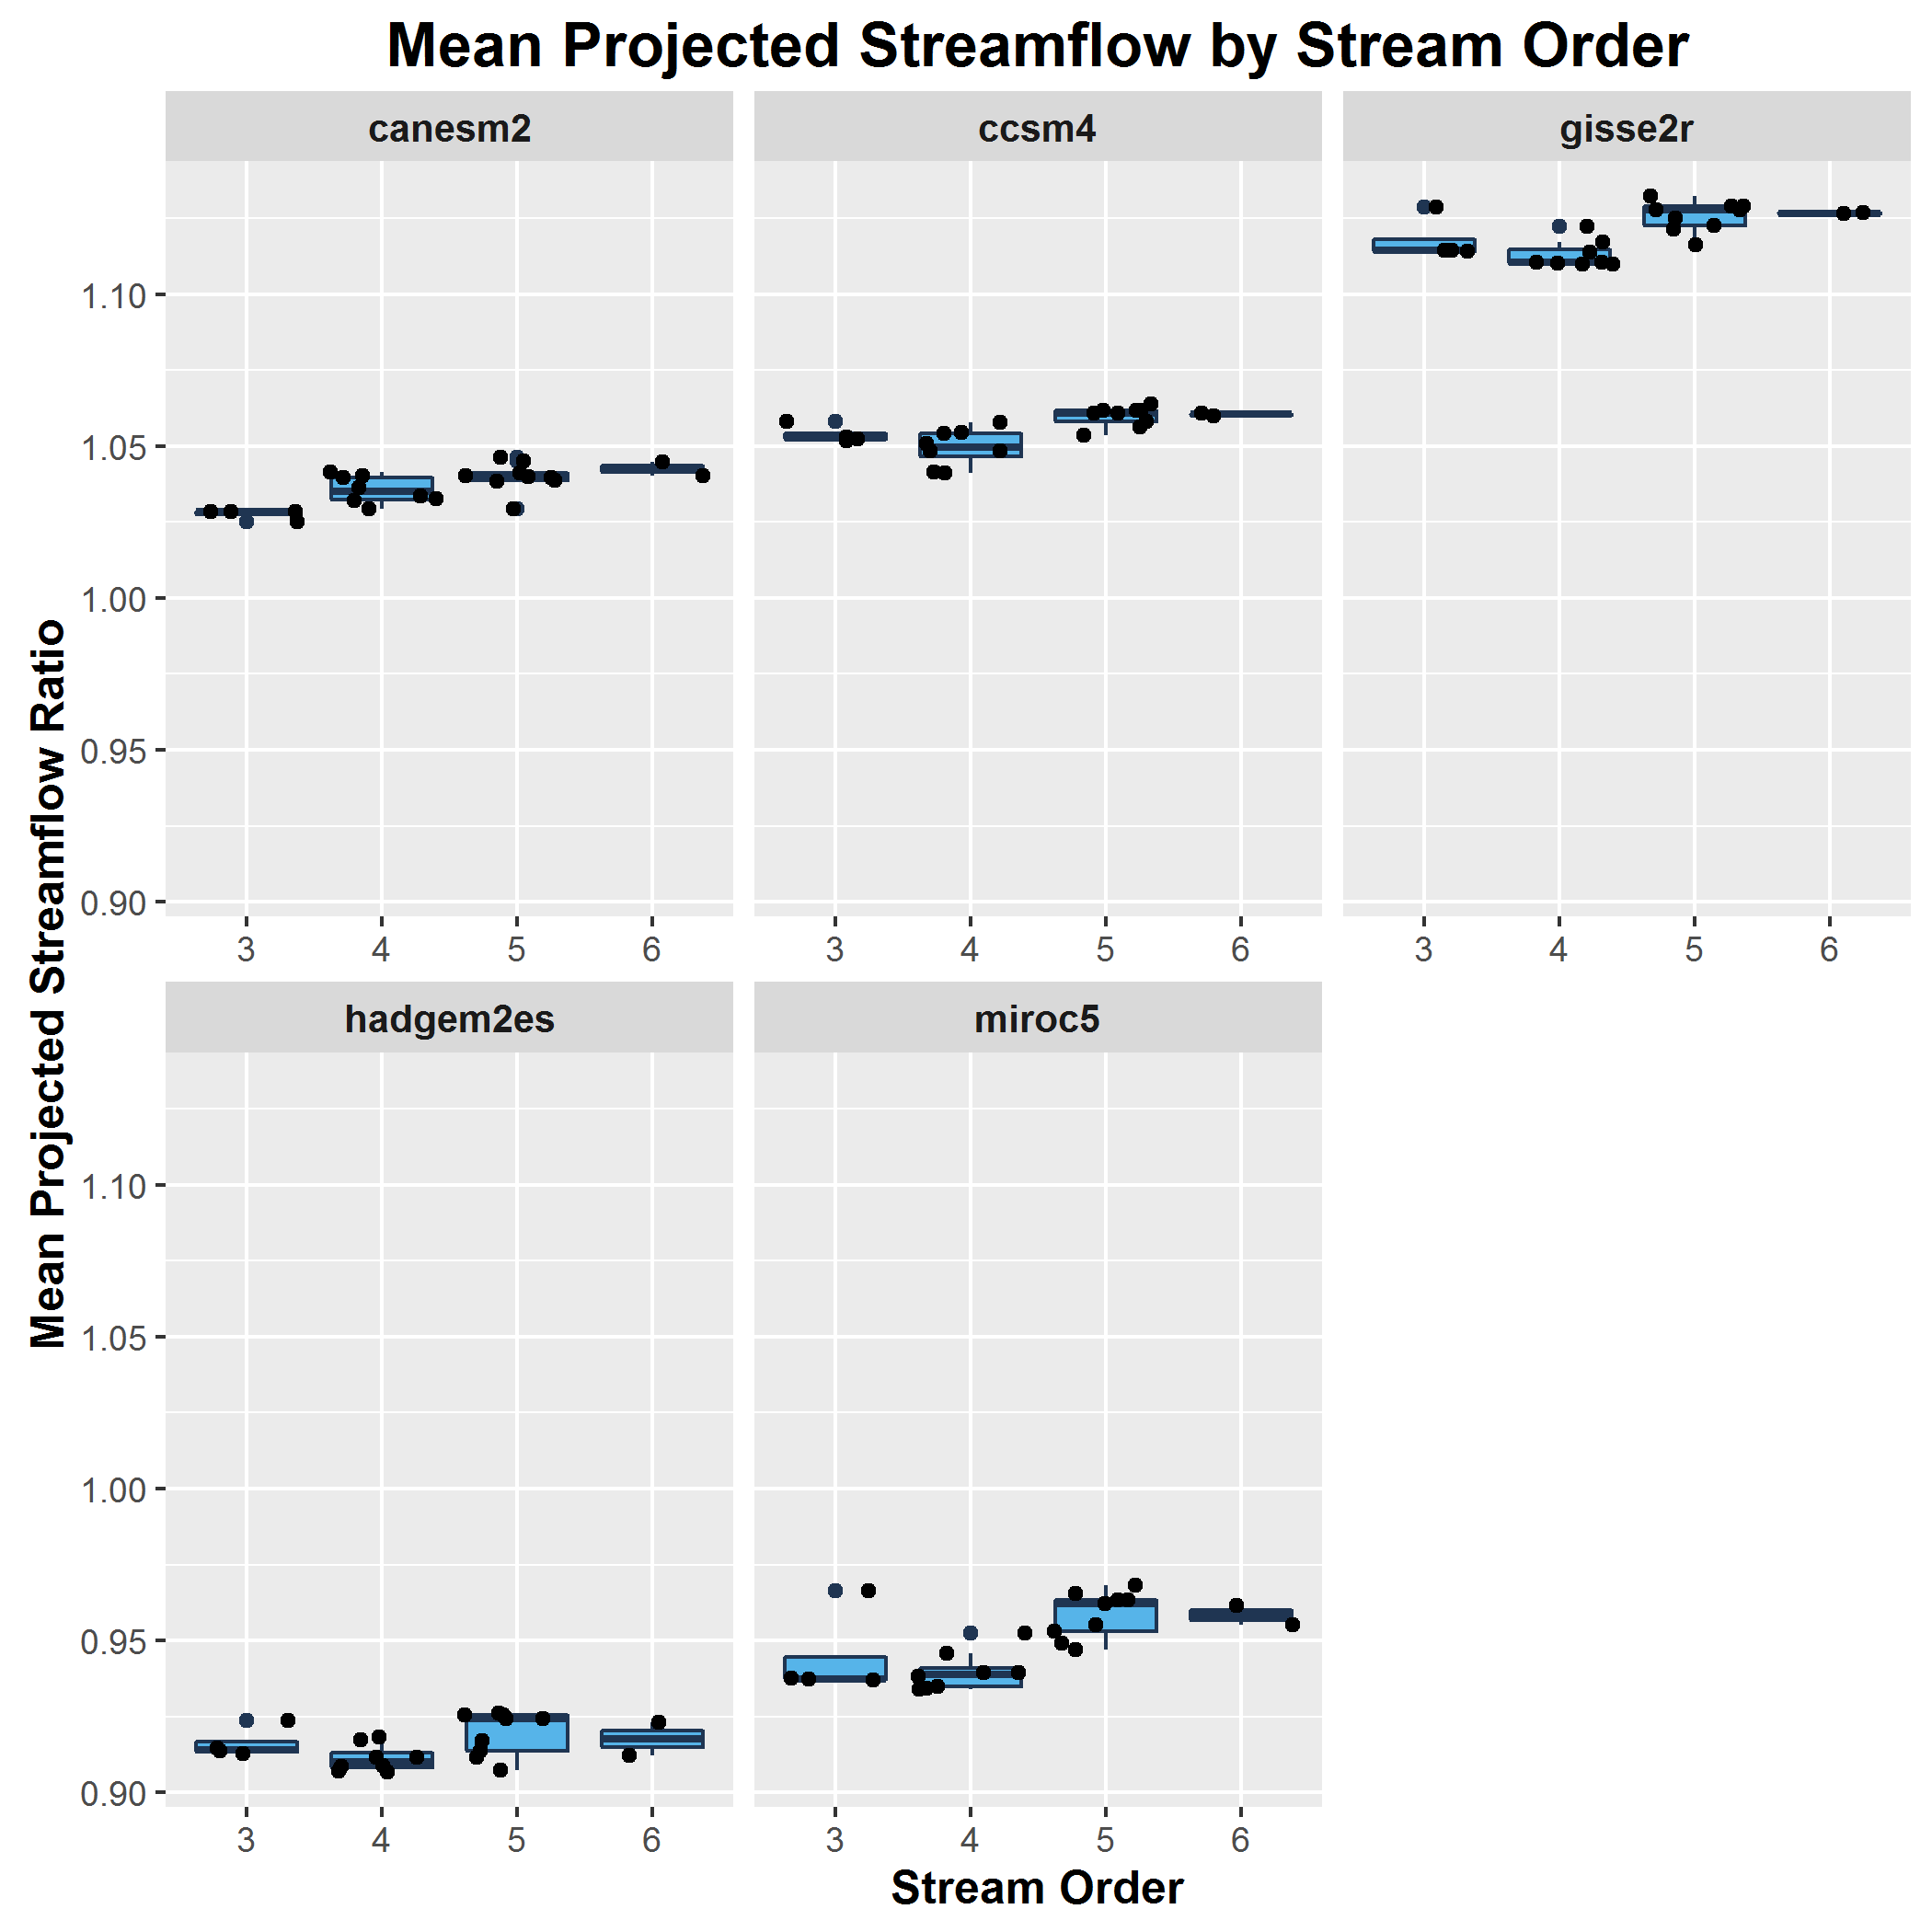 Mean Projected Streamflow by Stream Order
canesm2 ccsm4 gisse2r
Mean Projected Streamflow Ratio
1.10
1.05
1.00
0.95
0.90
3 4 5 6 3 4 5 6 3 4 5 6
hadgem2es miroc5
1.10
1.05
1.00
0.95
0.90
3 4 5 6 3 4 5 6
Stream Order